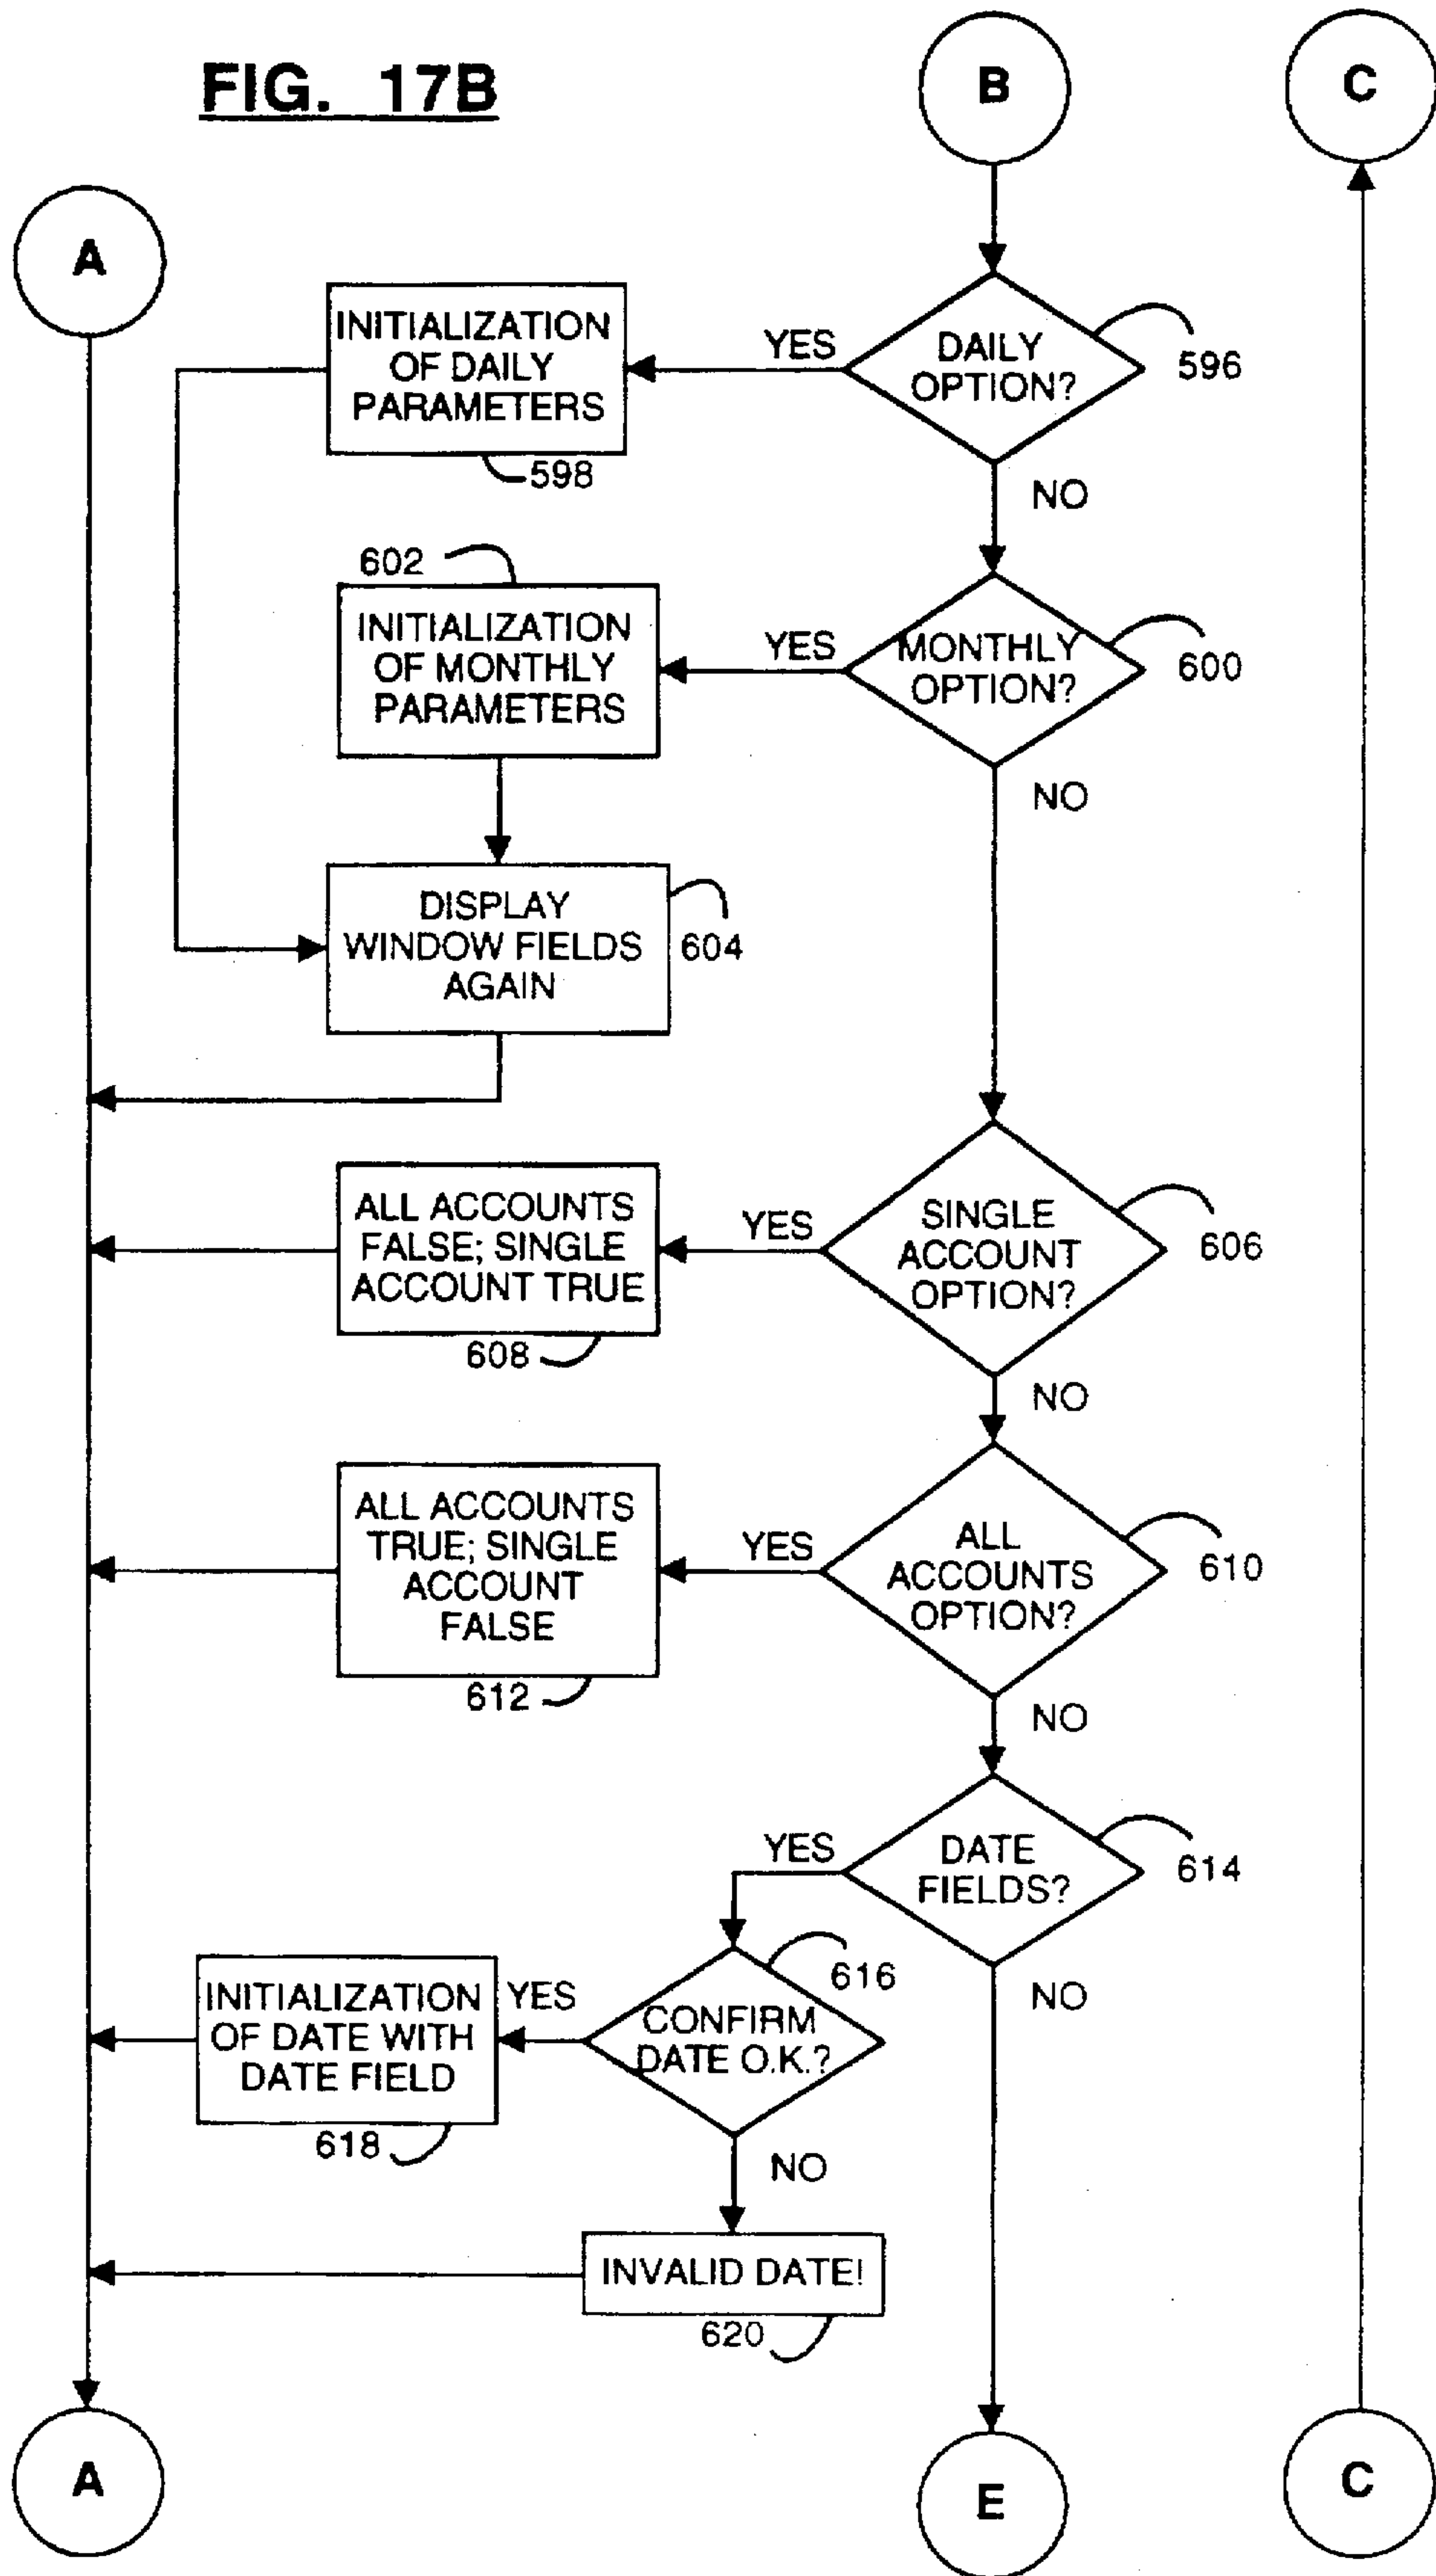 FIG. 17B
B
C
A
INITIALIZATION
OF DAILY
PARAMETERS
598
YES
DAILY
OPTION?
596
NO
602
INITIALIZATION
OF MONTHLY
PARAMETERS
YES
MONTHLY
OPTION?
600
NO
DISPLAY
WINDOW FIELDS
AGAIN
604
ALL ACCOUNTS
FALSE; SINGLE
ACCOUNT TRUE
608
YES
SINGLE
ACCOUNT
OPTION?
606
NO
ALL ACCOUNTS
TRUE; SINGLE
ACCOUNT
FALSE
612
YES
ALL
ACCOUNTS
OPTION?
610
NO
YES
DATE
FIELDS?
614
NO
INITIALIZATION
OF DATE WITH
DATE FIELD
618
YES
CONFIRM
DATE O.K.?
616
NO
INVALID DATE!
620
A
E
C